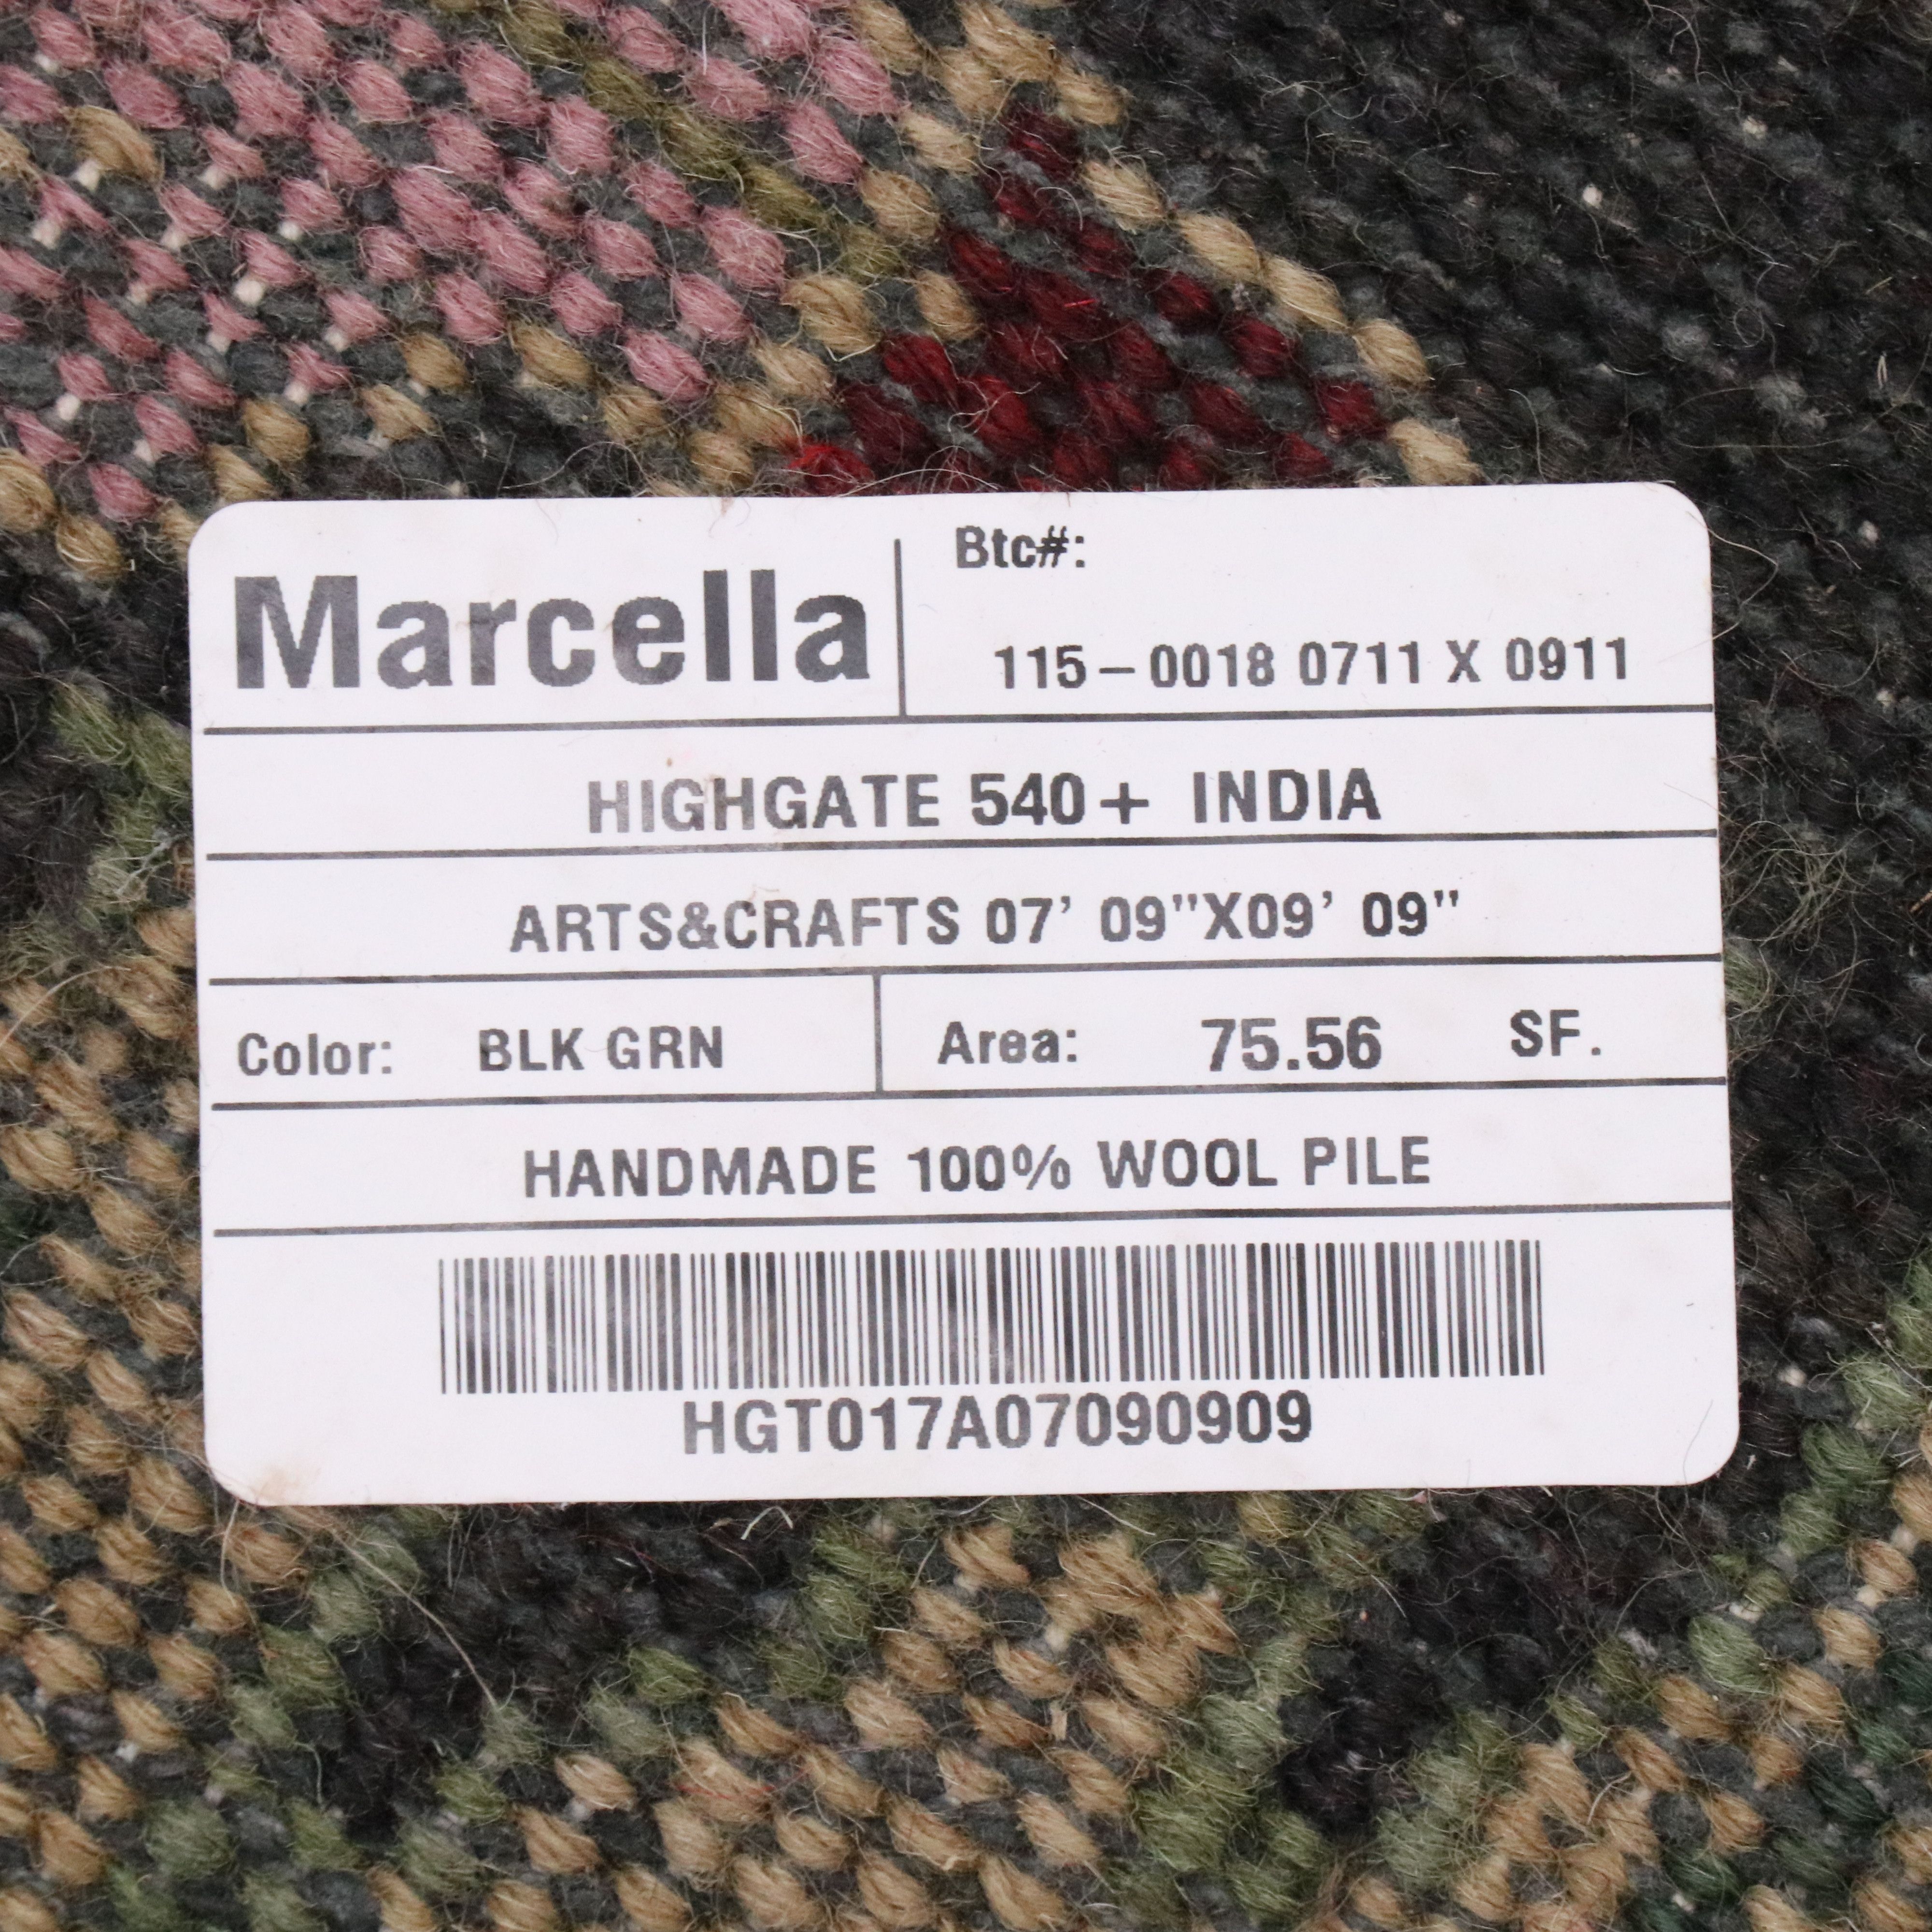 Marcella
Btc#:
115-0018 0711 X 0911
HIGHGATE 540+ INDIA
ARTS&CRAFTS 07' 09"X09' 09"
Color: BLK GRN
Area: 75.56 SF.
HANDMADE 100% WOOL PILE
HGT017A07090909